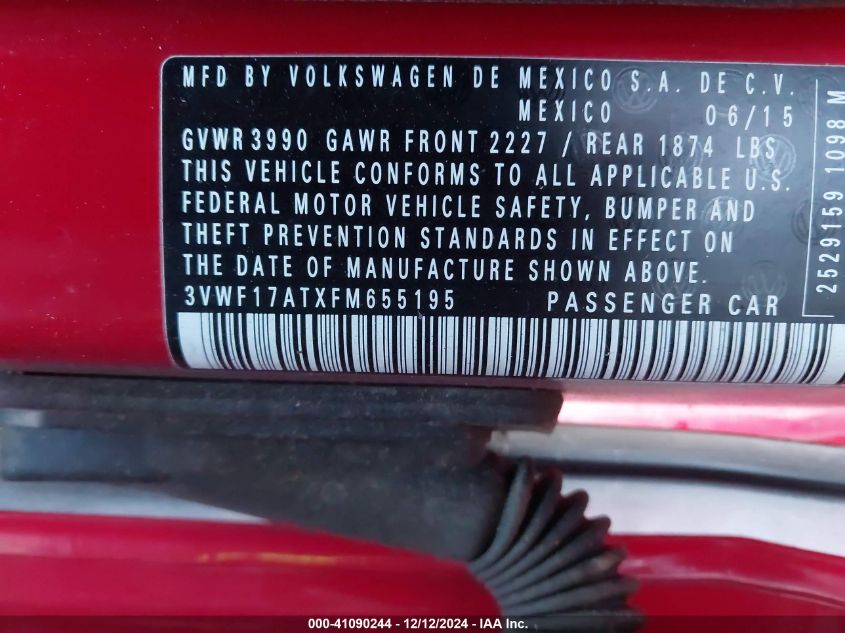 MFD BY VOLKSWAGEN DE MEXICO S.A. DE C.V.
MEXICO 06/15
GVWR 3990 GAWR FRONT 2227 / REAR 1874 LBS
THIS VEHICLE CONFORMS TO ALL APPLICABLE U.S.
FEDERAL MOTOR VEHICLE SAFETY, BUMPER AND
THEFT PREVENTION STANDARDS IN EFFECT ON
THE DATE OF MANUFACTURE SHOWN ABOVE.
3VWF17ATXFM655195 PASSENGER CAR
2529159 1098 M
000-41090244 - 12/12/2024 - IAA Inc.